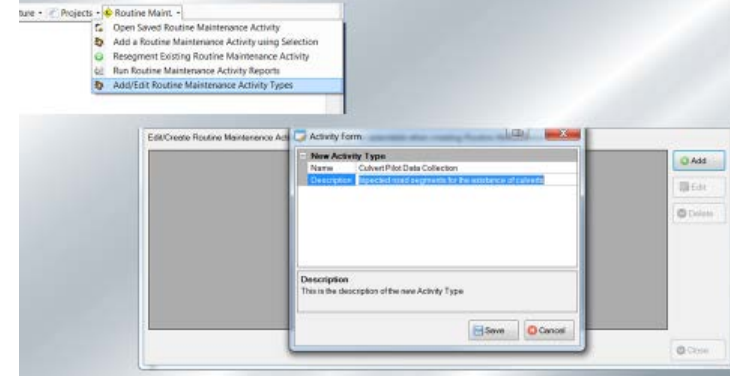 ture Projects Routine Maint.
Open Saved Routine Maintenance Activity
Add a Routine Maintenance Activity using Selection
Resegment Existing Routine Maintenance Activity
Run Routine Maintenance Activity Reports
Add/Edit Routine Maintenance Activity Types
Edit/Create Routine Maintenance Acti
Activity Form
New Activity Type
Name Culvert Pilot Data Collection
Description inspected road segments for the existance of culverts
Description
This is the description of the new Activity Type
Save Cancel
Add
Edit
Delete
Close